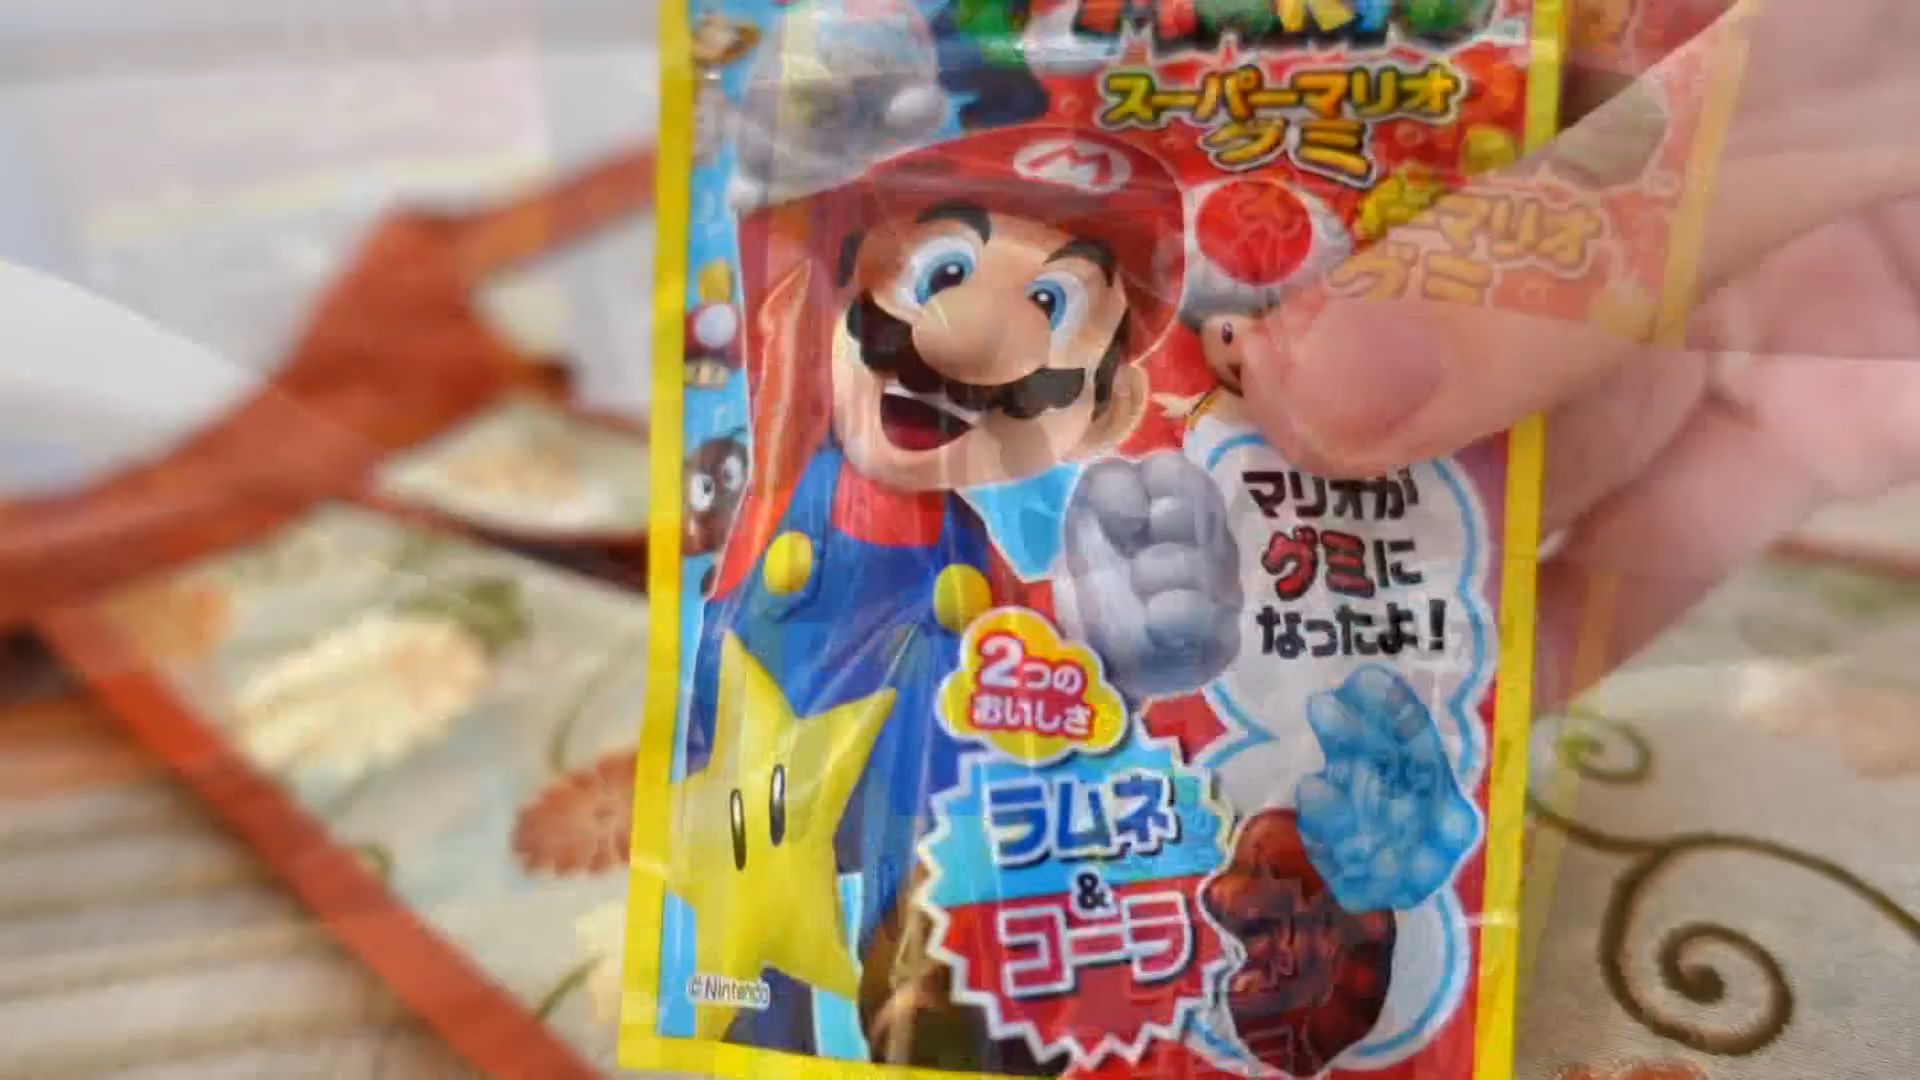 スーパーマリオ
グミ
マリオ
グミ
M
マリオが
グミに
なったよ!
2つの
おいしさ
ラムネ
&
コーラ
© Nintendo